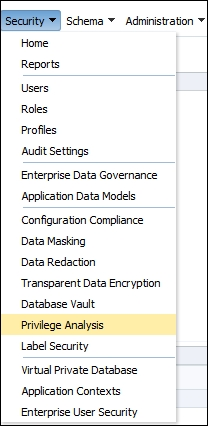 Security Schema Administration
Home
Reports
Users
Roles
Profiles
Audit Settings
Enterprise Data Governance
Application Data Models
Configuration Compliance
Data Masking
Data Redaction
Transparent Data Encryption
Database Vault
Privilege Analysis
Label Security
Virtual Private Database
Application Contexts
Enterprise User Security